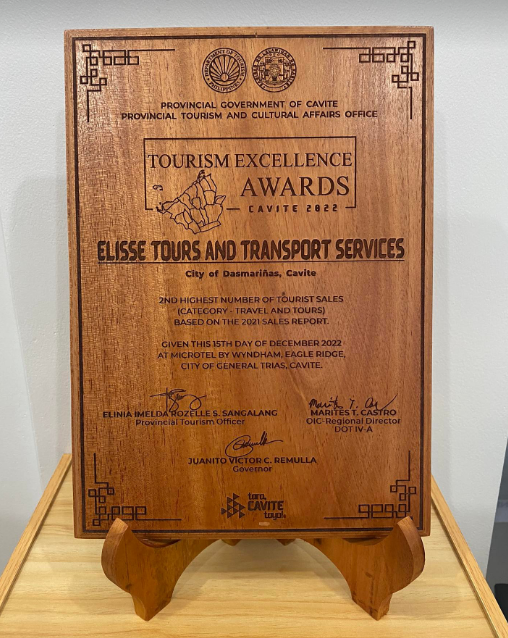 PROVINCIAL GOVERNMENT OF CAVITE
PROVINCIAL TOURISM AND CULTURAL AFFAIRS OFFICE
TOURISM EXCELLENCE
AWARDS
CAVITE 2022
ELISSE TOURS AND TRANSPORT SERVICES
City of Dasmariñas, Cavite
2ND HIGHEST NUMBER OF TOURIST SALES
(CATEGORY - TRAVEL AND TOURS)
BASED ON THE 2021 SALES REPORT.
GIVEN THIS 15TH DAY OF DECEMBER 2022
AT MICROTEL BY WYNDHAM, EAGLE RIDGE,
CITY OF GENERAL TRIAS, CAVITE.
ELINIA IMELDA ROZELLE S. SANGALANG
Provincial Tourism Officer
MARITES T. CASTRO
OIC-Regional Director
DOT IV-A
JUANITO VICTOR C. REMULLA
Governor
tara,
CAVITE
tayo!